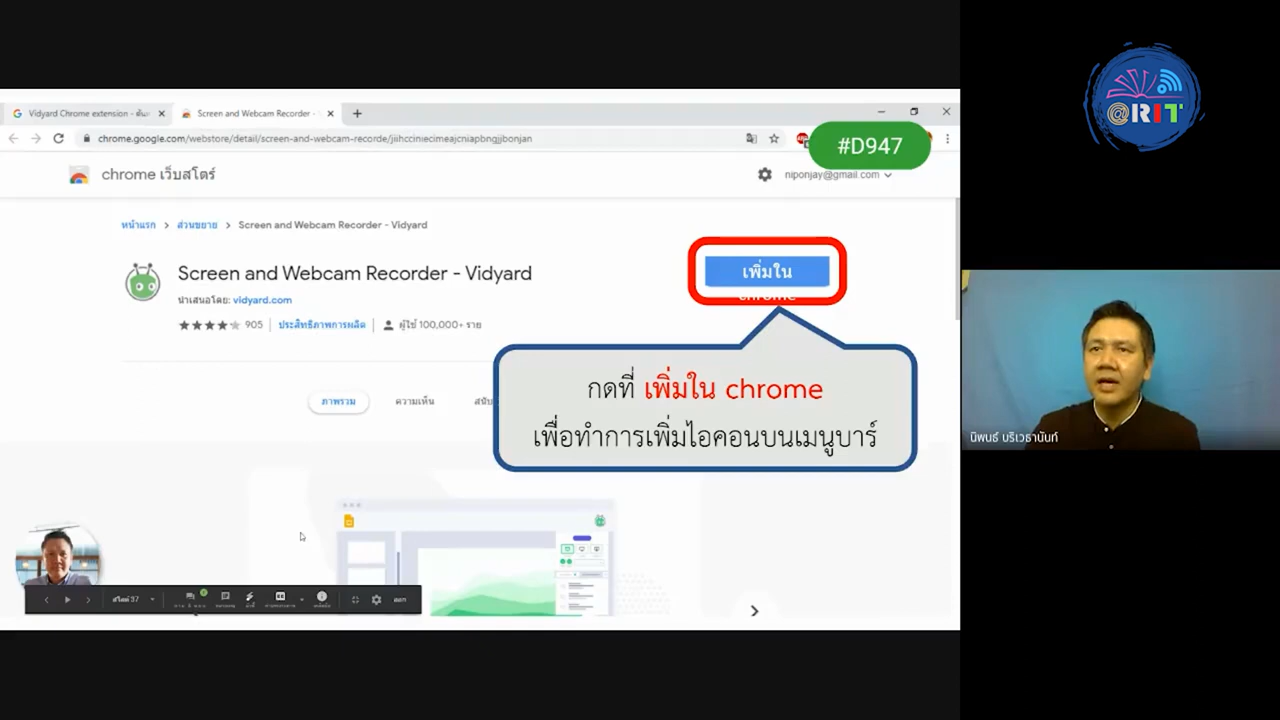 @RIT
Vidyard Chrome extension - ค้นห
Screen and Webcam Recorder -
chrome.google.com/webstore/detail/screen-and-webcam-recorde/jiihcciniecimeajcniapbngjjbonjan
#D947
chrome เว็บสโตร์
niponjay@gmail.com
หน้าแรก > ส่วนขยาย > Screen and Webcam Recorder - Vidyard
Screen and Webcam Recorder - Vidyard
เพิ่มใน
chrome
นำเสนอโดย: vidyard.com
905 | ประสิทธิภาพการผลิต | ผู้ใช้ 100,000+ ราย
กดที่ เพิ่มใน chrome
เพื่อทำการเพิ่มไอคอนบนเมนูบาร์
ภาพรวม ความเห็น
นิพนธ์ บริเวธานันท์
สไลด์ 37
ออก